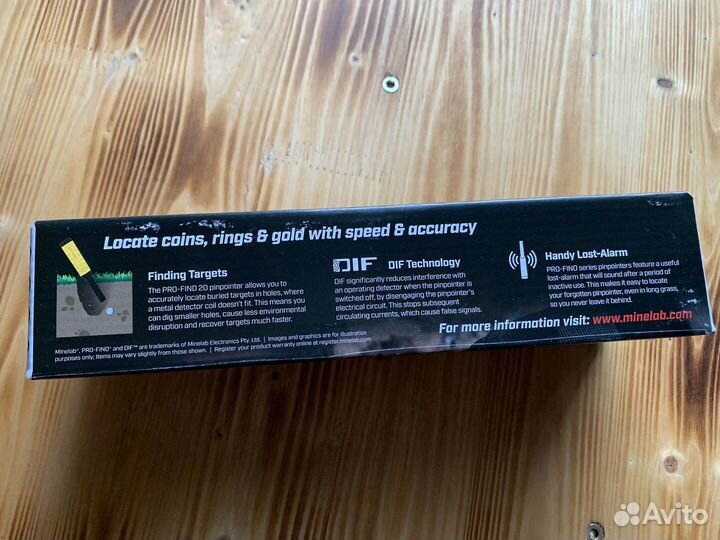 Locate coins, rings & gold with speed & accuracy
Finding Targets
The PRO-FIND 20 pinpointer allows you to
accurately locate buried targets in holes, where
a metal detector coil doesn't fit. This means you
can dig smaller holes, cause less environmental
disruption and recover targets much faster.
DIF
DIF Technology
DIF significantly reduces interference with
an operating detector when the pinpointer is
switched off, by disengaging the pinpointer's
electrical circuit. This stops subsequent
circulating currents, which cause false signals.
Handy Lost-Alarm
PRO-FIND series pinpointers feature a useful
lost-alarm that will sound after a period of
inactive use. This makes it easy to locate
your forgotten pinpointer, even in long grass,
so you never leave it behind.
For more information visit: www.minelab.com
Minelab®, PRO-FIND® and DIF™ are trademarks of Minelab Electronics Pty. Ltd. | Images and graphics are for illustration
purposes only; items may vary slightly from those shown. | Register your product warranty online at register.minelab.com
Avito